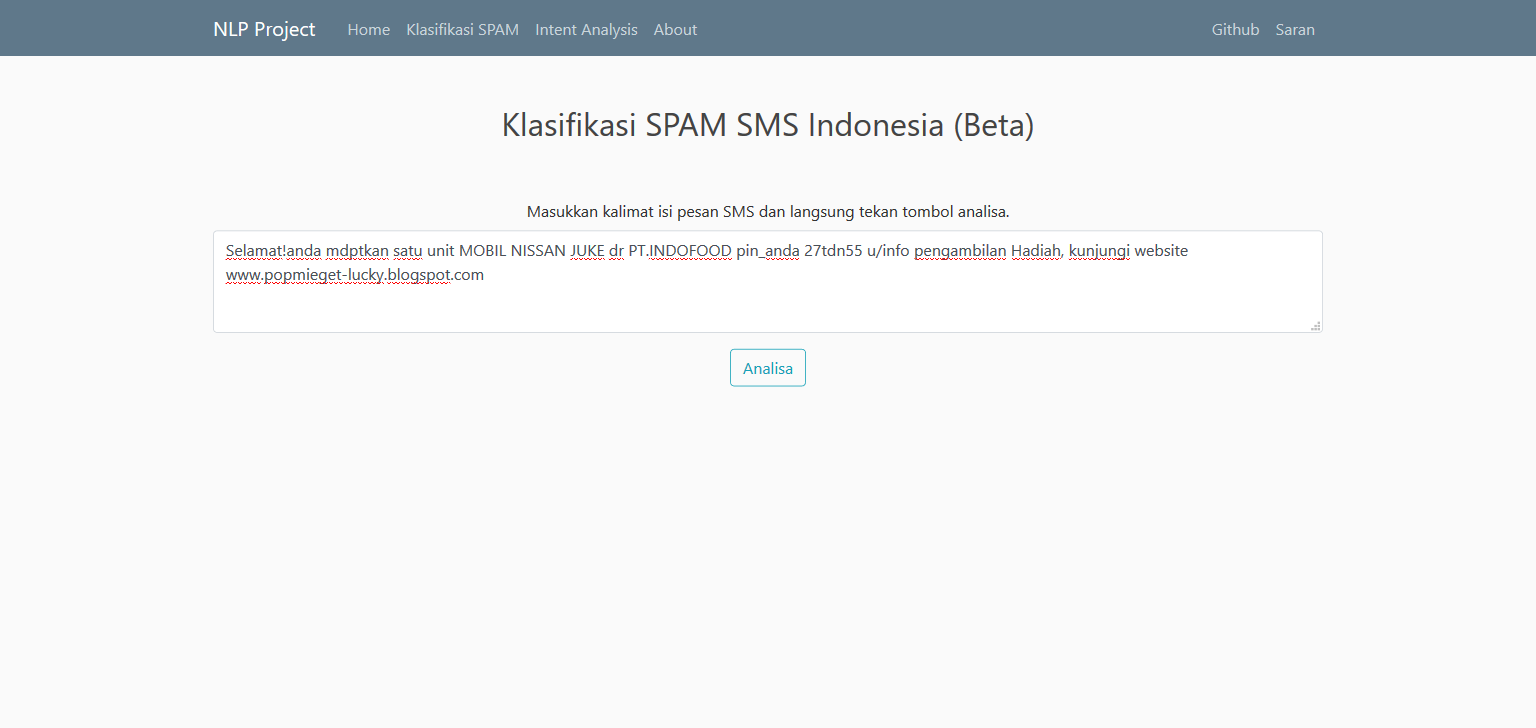 NLP Project Home Klasifikasi SPAM Intent Analysis About Github Saran
Klasifikasi SPAM SMS Indonesia (Beta)
Masukkan kalimat isi pesan SMS dan langsung tekan tombol analisa.
Selamat!anda mdptkan satu unit MOBIL NISSAN JUKE dr PT.INDOFOOD pin_anda 27tdn55 u/info pengambilan Hadiah, kunjungi website
www.popmieget-lucky.blogspot.com
Analisa